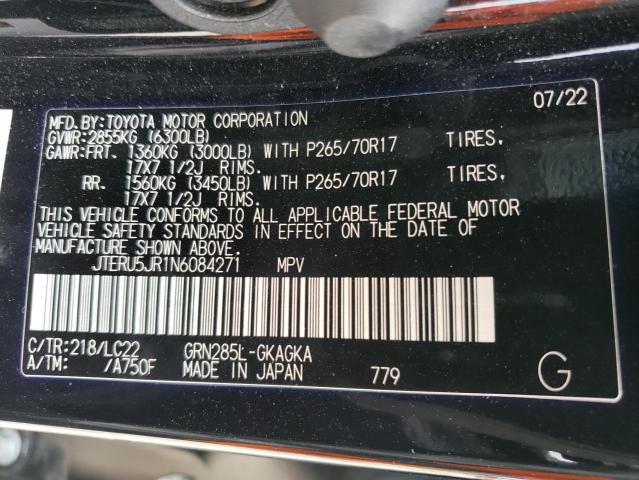 07/22
MFD.BY:TOYOTA MOTOR CORPORATION
GVWR:2855KG (6300LB)
GAWR:FRT. 1360KG (3000LB) WITH P265/70R17 TIRES,
17X7 1/2J RIMS.
RR. 1560KG (3450LB) WITH P265/70R17 TIRES,
17X7 1/2J RIMS.
THIS VEHICLE CONFORMS TO ALL APPLICABLE FEDERAL MOTOR
VEHICLE SAFETY STANDARDS IN EFFECT ON THE DATE OF
MANUFACTURE SHOWN ABOVE.
JTERU5JR1N6084271 MPV
C/TR:218/LC22 GRN285L-GKAGKA
A/TM: /A750F MADE IN JAPAN 779 G